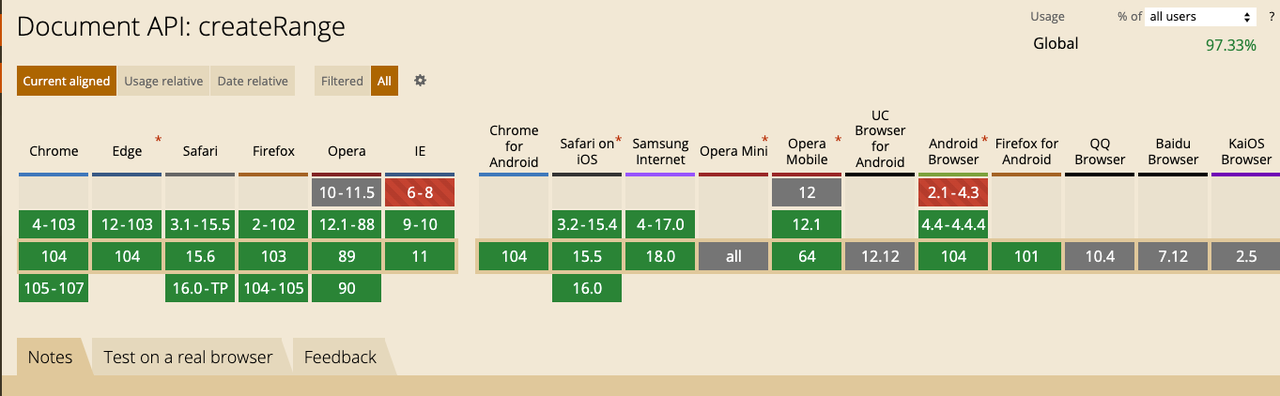 Document API: createRange
Usage % of all users ?
Global 97.33%
Current aligned Usage relative Date relative Filtered All
Chrome Edge * Safari Firefox Opera IE Chrome for Android Safari on iOS * Samsung Internet Opera Mini * Opera Mobile * UC Browser for Android Android Browser * Firefox for Android QQ Browser Baidu Browser KaiOS Browser
10-11.5 6-8 12 2.1-4.3
4-103 12-103 3.1-15.5 2-102 12.1-88 9-10 3.2-15.4 4-17.0 12.1 4.4-4.4.4
104 104 15.6 103 89 11 104 15.5 18.0 all 64 12.12 104 101 10.4 7.12 2.5
105-107 16.0-TP 104-105 90 16.0
Notes Test on a real browser Feedback